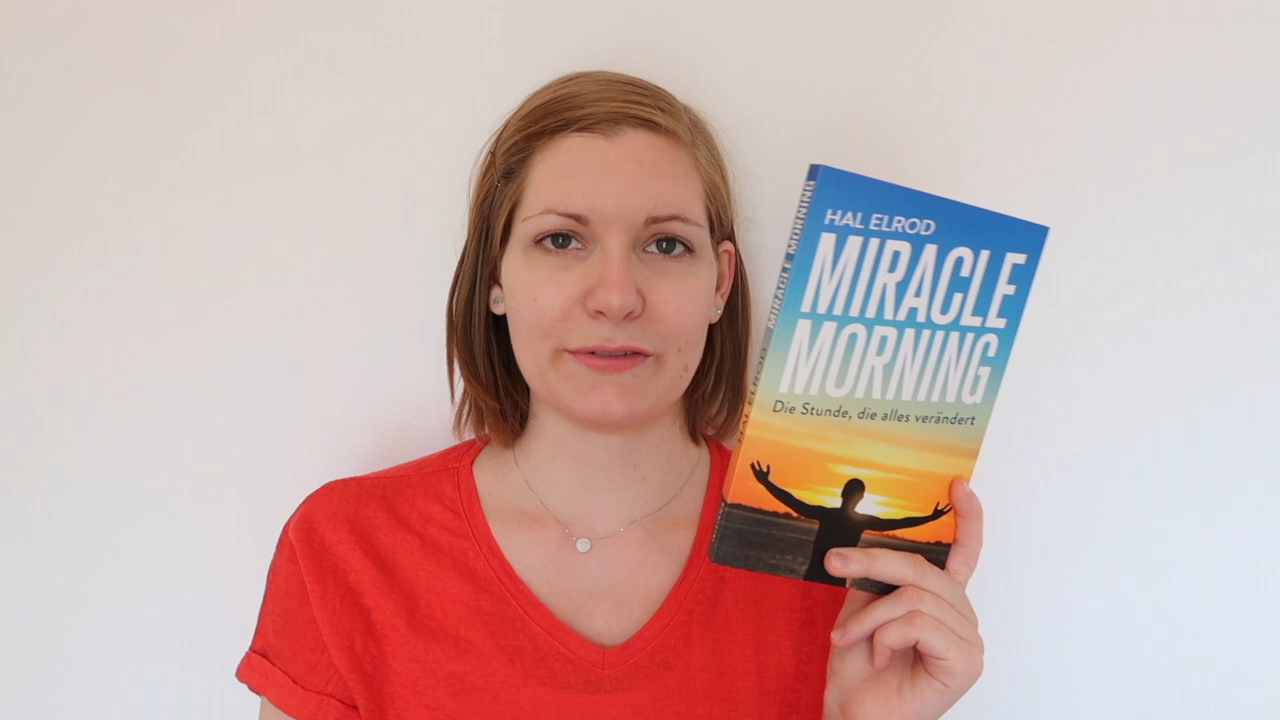 HAL ELROD
MIRACLE
MORNING
Die Stunde, die alles verändert
HAL ELROD MIRACLE MORNING